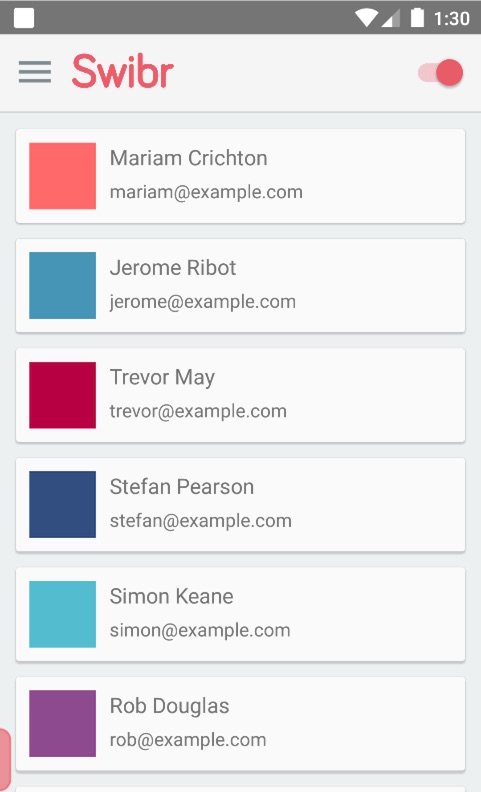 1:30
Swibr
Mariam Crichton
mariam@example.com
Jerome Ribot
jerome@example.com
Trevor May
trevor@example.com
Stefan Pearson
stefan@example.com
Simon Keane
simon@example.com
Rob Douglas
rob@example.com